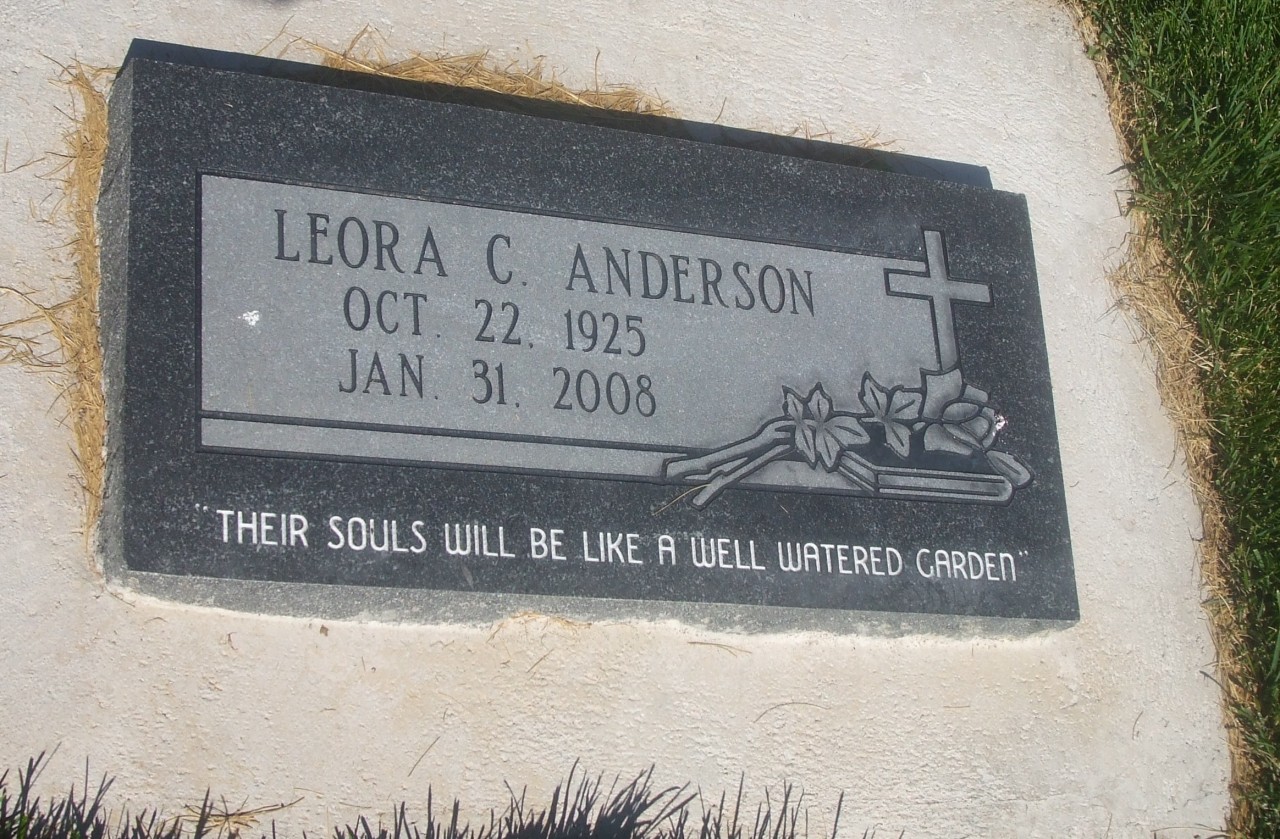 LEORA C. ANDERSON
OCT. 22. 1925
JAN. 31. 2008
"THEIR SOULS WILL BE LIKE A WELL WATERED GARDEN"